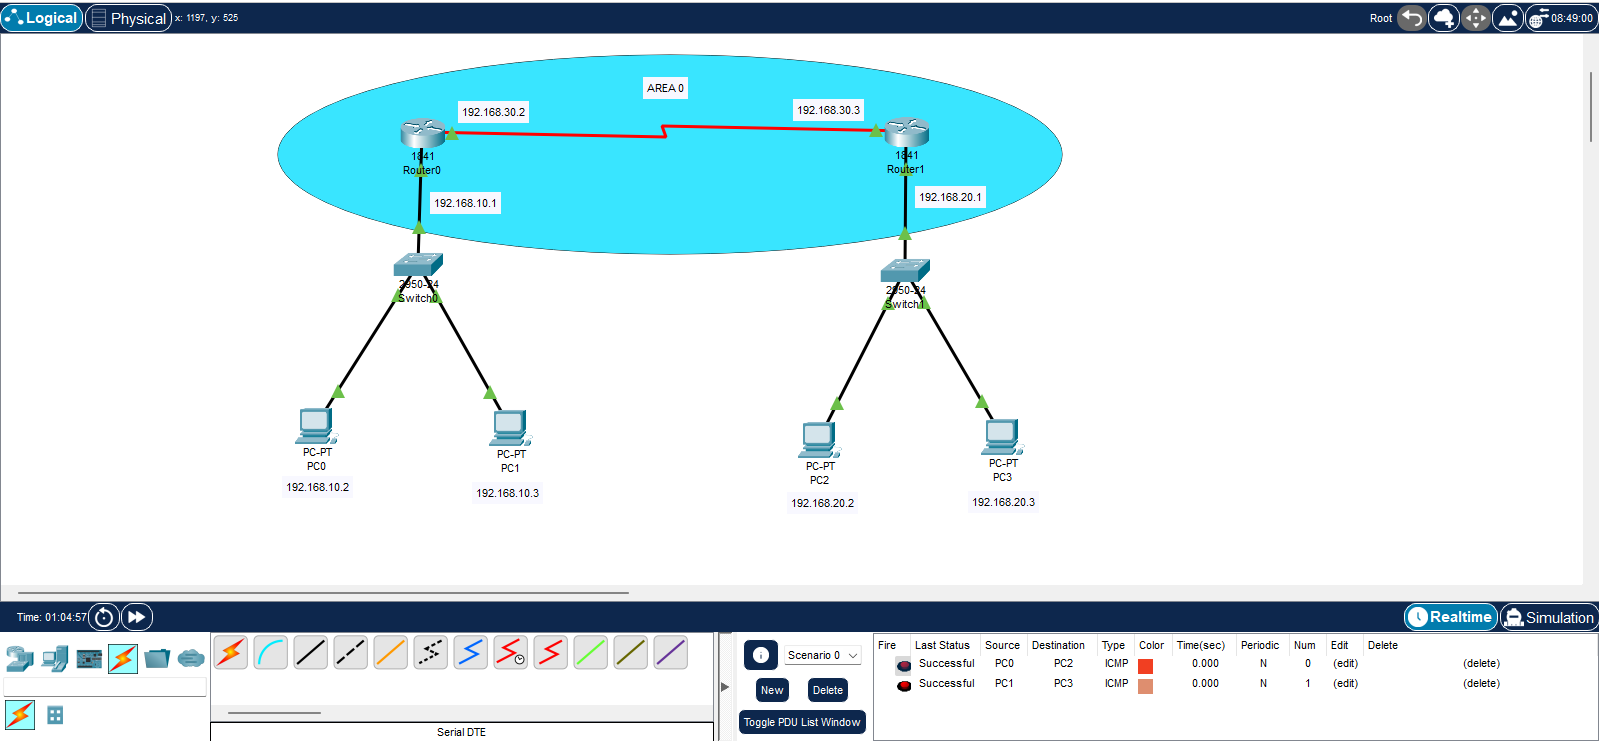 Logical
Physical
x: 1197, y: 525
Root
08:49:00
AREA 0
192.168.30.2
192.168.30.3
1841
Router0
1841
Router1
192.168.10.1
192.168.20.1
2950-24
Switch0
2950-24
Switch1
PC-PT
PC0
192.168.10.2
PC-PT
PC1
192.168.10.3
PC-PT
PC2
192.168.20.2
PC-PT
PC3
192.168.20.3
Time: 01:04:57
Realtime
Simulation
Scenario 0
New
Delete
Toggle PDU List Window
Serial DTE
Fire Last Status Source Destination Type Color Time(sec) Periodic Num Edit Delete
Successful PC0 PC2 ICMP 0.000 N 0 (edit) (delete)
Successful PC1 PC3 ICMP 0.000 N 1 (edit) (delete)